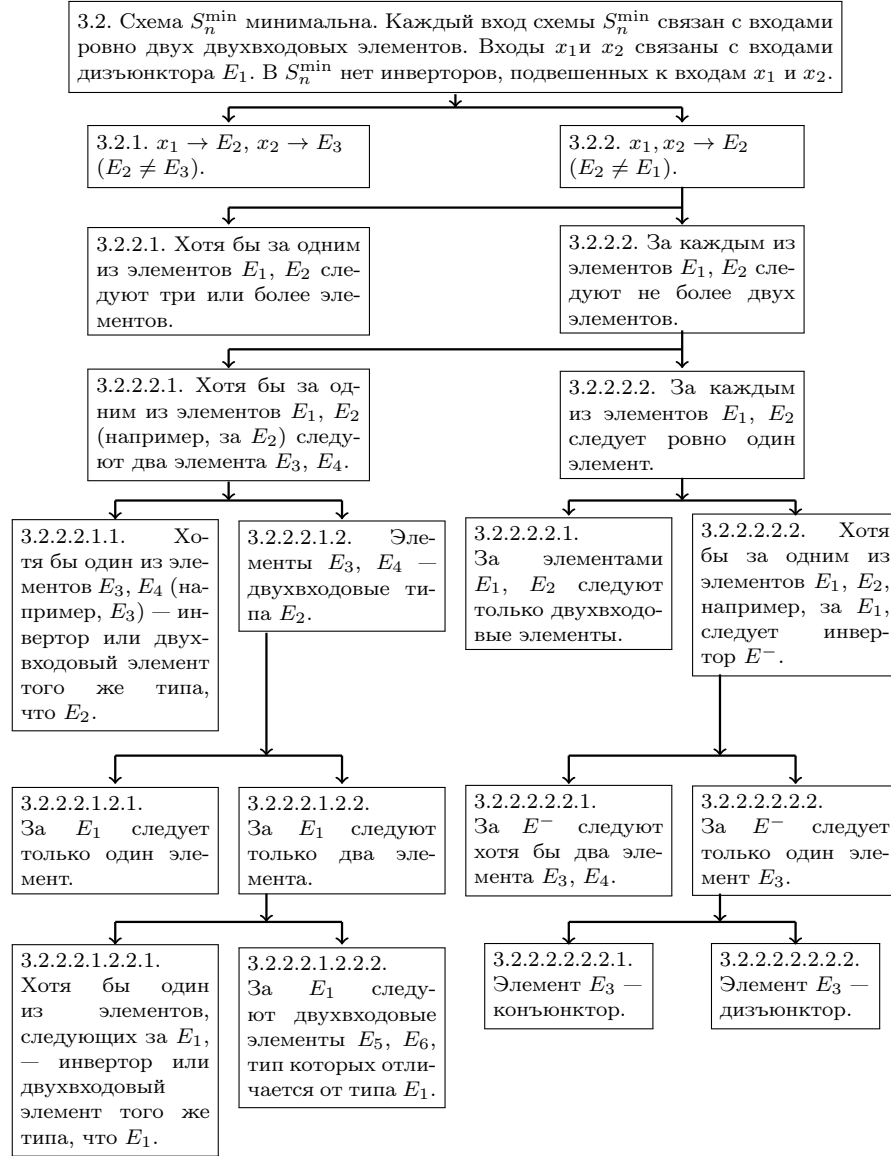 3.2. Схема $S_n^{\min}$ минимальна. Каждый вход схемы $S_n^{\min}$ связан с входами
ровно двух двухвходовых элементов. Входы $x_1$и $x_2$ связаны с входами
дизъюнктора $E_1$. В $S_n^{\min}$ нет инверторов, подвешенных к входам $x_1$ и $x_2$.
3.2.1. $x_1 \to E_2$, $x_2 \to E_3$
($E_2 \neq E_3$).
3.2.2. $x_1, x_2 \to E_2$
($E_2 \neq E_1$).
3.2.2.1. Хотя бы за одним
из элементов $E_1$, $E_2$ сле-
дуют три или более эле-
ментов.
3.2.2.2. За каждым из
элементов $E_1$, $E_2$ сле-
дуют не более двух
элементов.
3.2.2.2.1. Хотя бы за од-
ним из элементов $E_1$, $E_2$
(например, за $E_2$) следу-
ют два элемента $E_3$, $E_4$.
3.2.2.2.2. За каждым
из элементов $E_1$, $E_2$
следует ровно один
элемент.
3.2.2.2.1.1. Хо-
тя бы один из эле-
ментов $E_3$, $E_4$ (на-
пример, $E_3$) — ин-
вертор или двух-
входовый элемент
того же типа,
что $E_2$.
3.2.2.2.1.2. Эле-
менты $E_3$, $E_4$ —
двухвходовые ти-
па $E_2$.
3.2.2.2.2.1.
За элементами
$E_1$, $E_2$ следуют
только двухвходо-
вые элементы.
3.2.2.2.2.2. Хотя
бы за одним из
элементов $E_1$, $E_2$,
например, за $E_1$,
следует инвер-
тор $E^-$.
3.2.2.2.1.2.1.
За $E_1$ следует
только один эле-
мент.
3.2.2.2.1.2.2.
За $E_1$ следуют
только два эле-
мента.
3.2.2.2.2.2.1.
За $E^-$ следуют
хотя бы два эле-
мента $E_3$, $E_4$.
3.2.2.2.2.2.2.
За $E^-$ следует
только один эле-
мент $E_3$.
3.2.2.2.1.2.2.1.
Хотя бы один
из элементов,
следующих за $E_1$,
— инвертор или
двухвходовый
элемент того же
типа, что $E_1$.
3.2.2.2.1.2.2.2.
За $E_1$ следу-
ют двухвходовые
элементы $E_5$, $E_6$,
тип которых отли-
чается от типа $E_1$.
3.2.2.2.2.2.2.1.
Элемент $E_3$ —
конъюнктор.
3.2.2.2.2.2.2.2.
Элемент $E_3$ —
дизъюнктор.